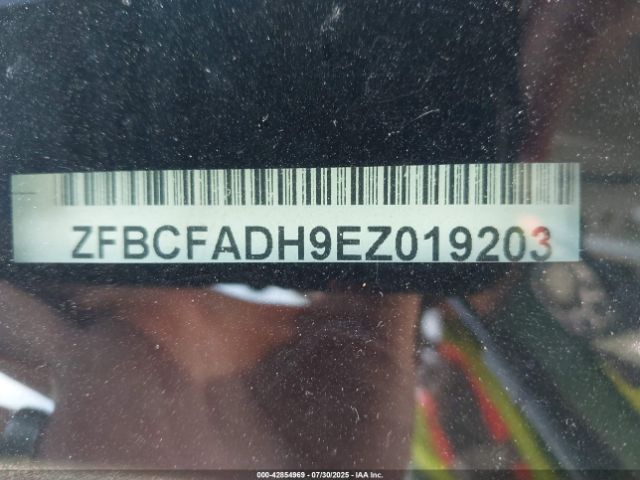 ZFBCFADH9EZ019203
000-42854969 - 07/30/2025 - IAA Inc.